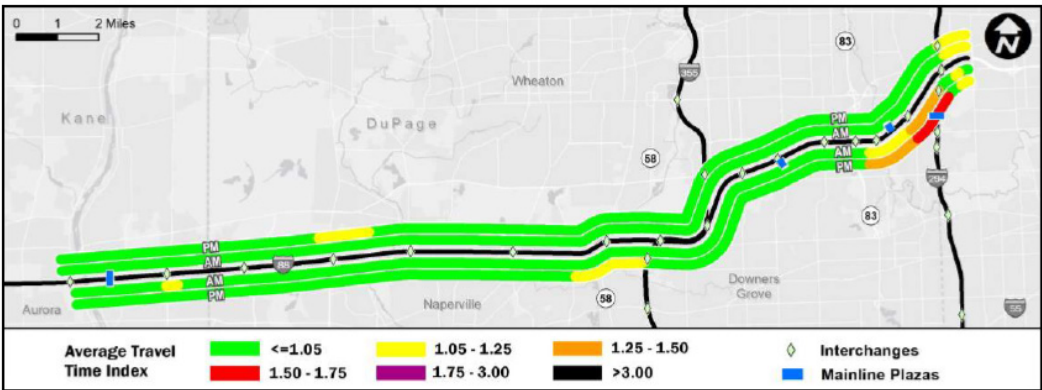 0 1 2 Miles
83
N
355
Wheaton
Kane
DuPage
PM
AM
58
AM
PM
294
83
PM
AM
88
AM
PM
Downers
Grove
Aurora
Naperville
58
55
Average Travel
Time Index
<=1.05
1.05 - 1.25
1.25 - 1.50
Interchanges
1.50 - 1.75
1.75 - 3.00
>3.00
Mainline Plazas